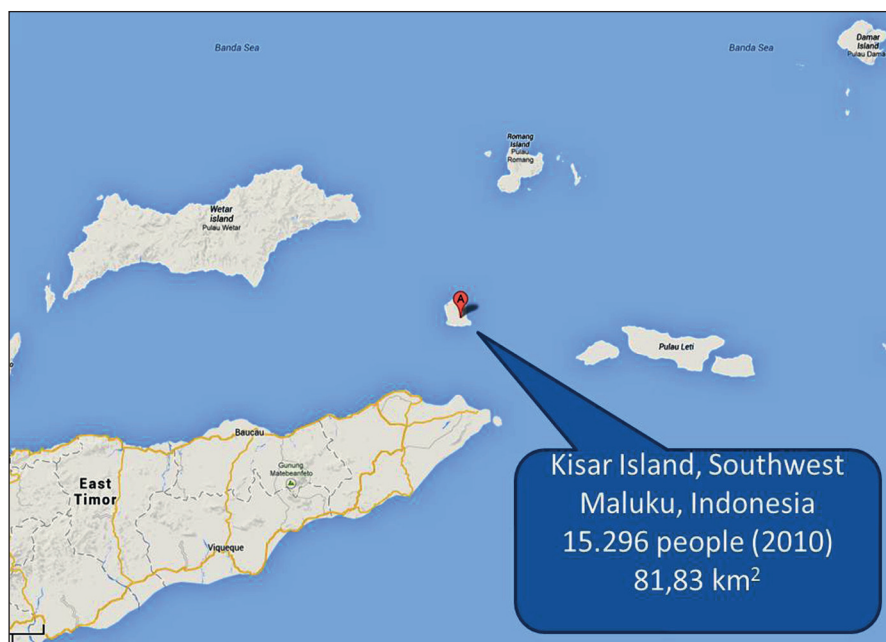 Banda Sea
Banda Sea
Damar
Island
Pulau Dama
Romang
Island
Pulau
Romang
Wetar
island
Pulau Wetar
A
Pulau Leti
Baucau
Gunung
Matebeanfeto
East
Timor
Viqueque
Kisar Island, Southwest
Maluku, Indonesia
15.296 people (2010)
81,83 km²